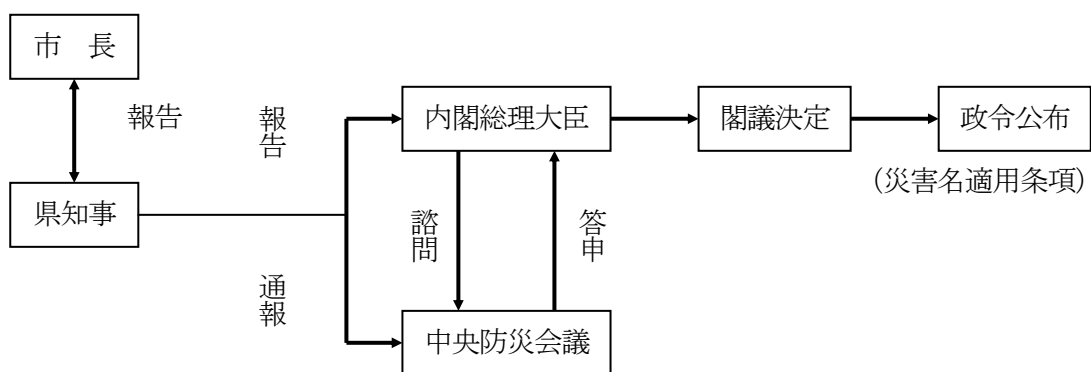 市　長
報告
県知事
報告
通報
内閣総理大臣
諮問
答申
中央防災会議
閣議決定
政令公布
(災害名適用条項)